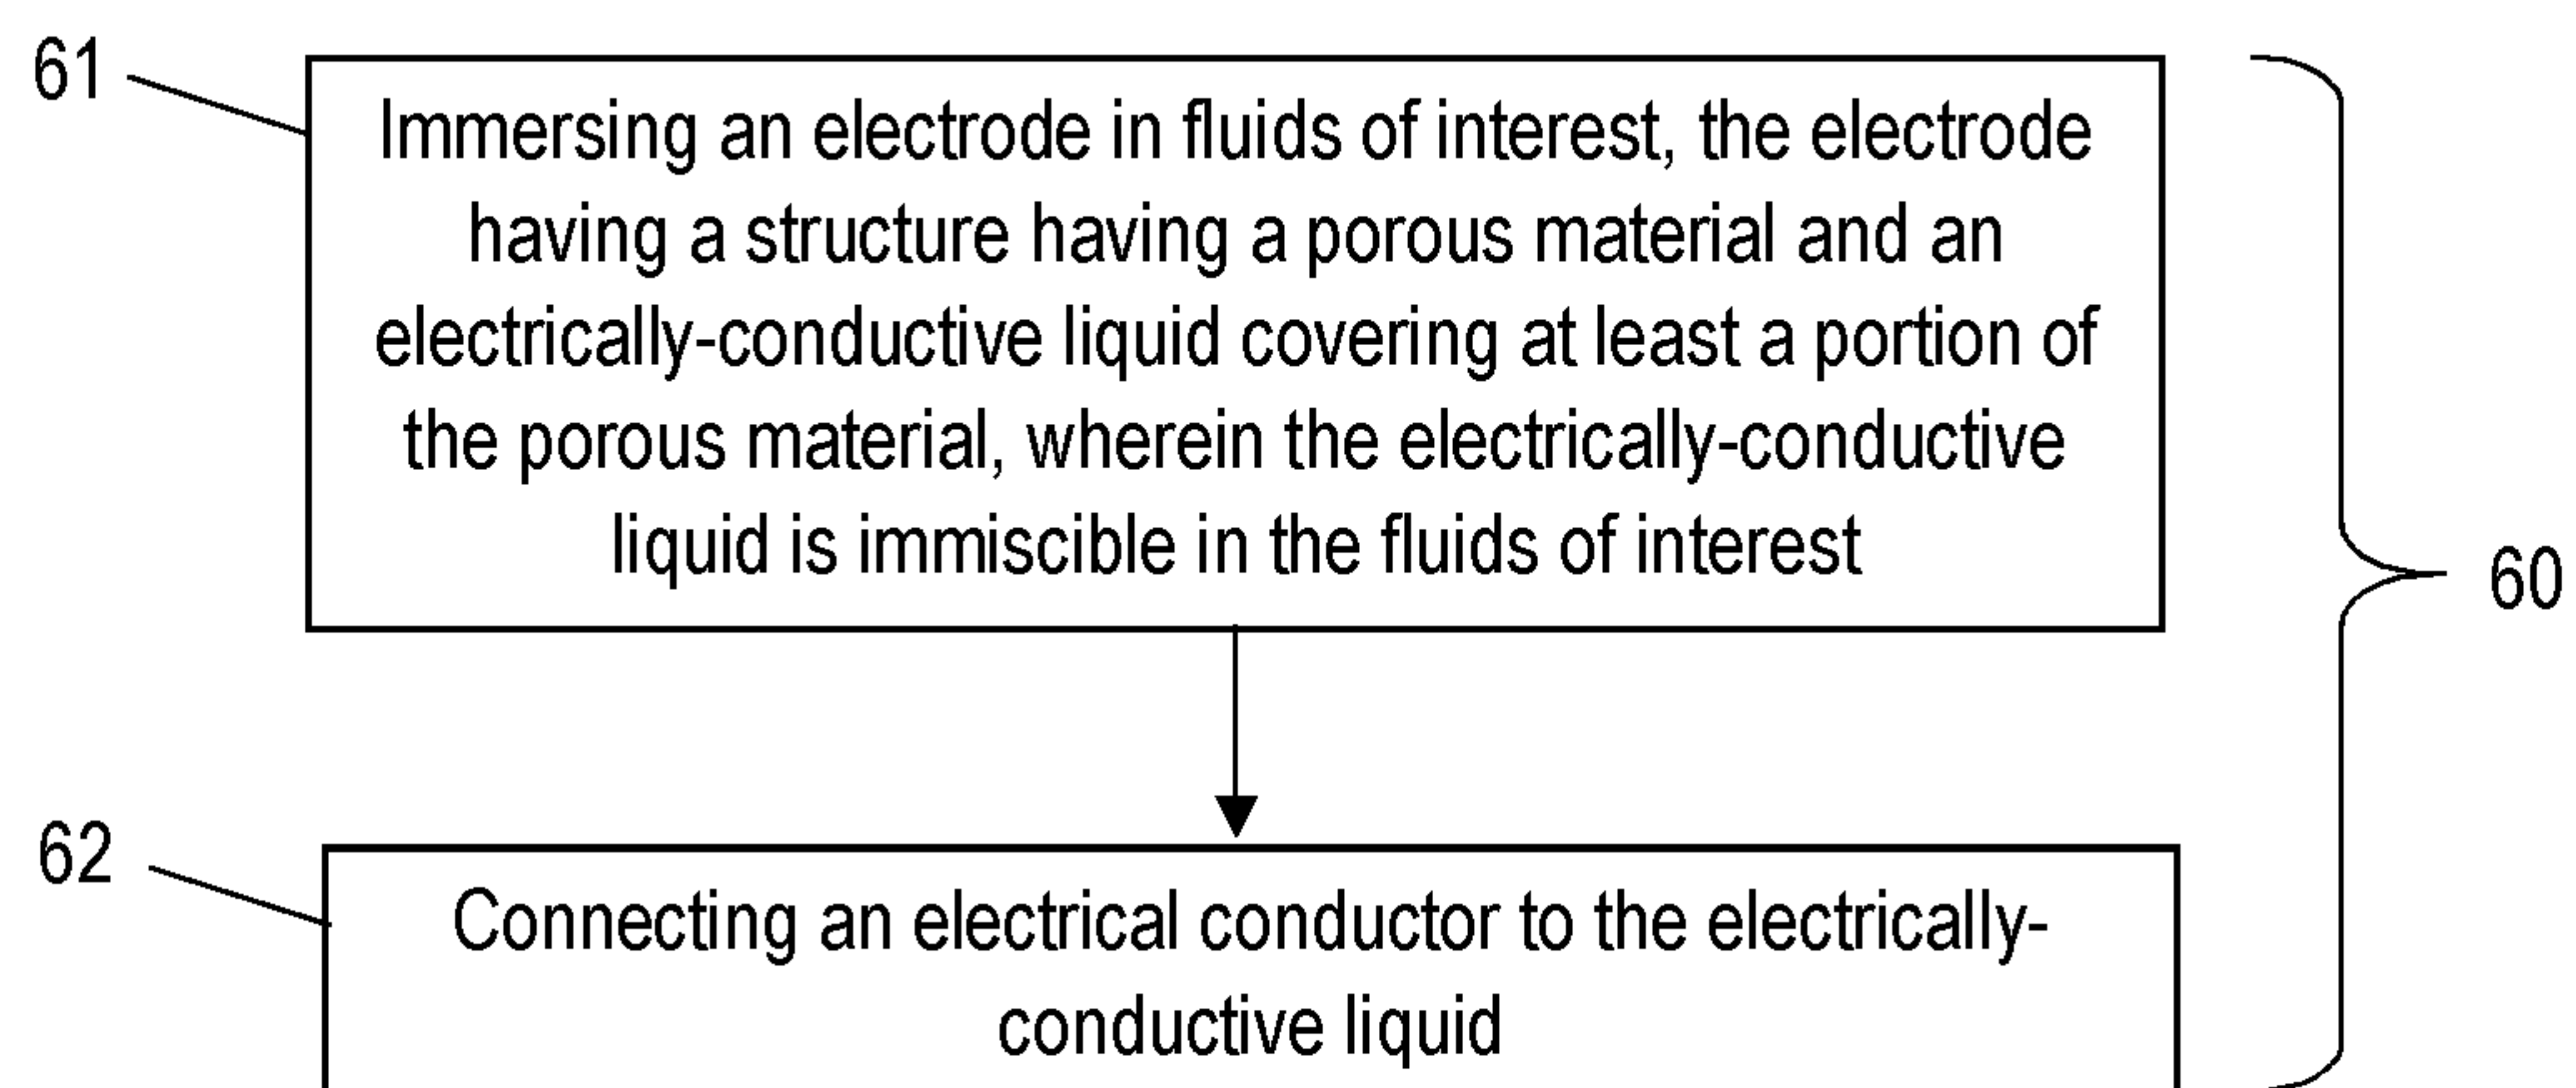 61
Immersing an electrode in fluids of interest, the electrode
having a structure having a porous material and an
electrically-conductive liquid covering at least a portion of
the porous material, wherein the electrically-conductive
liquid is immiscible in the fluids of interest
60
62
Connecting an electrical conductor to the electrically-
conductive liquid